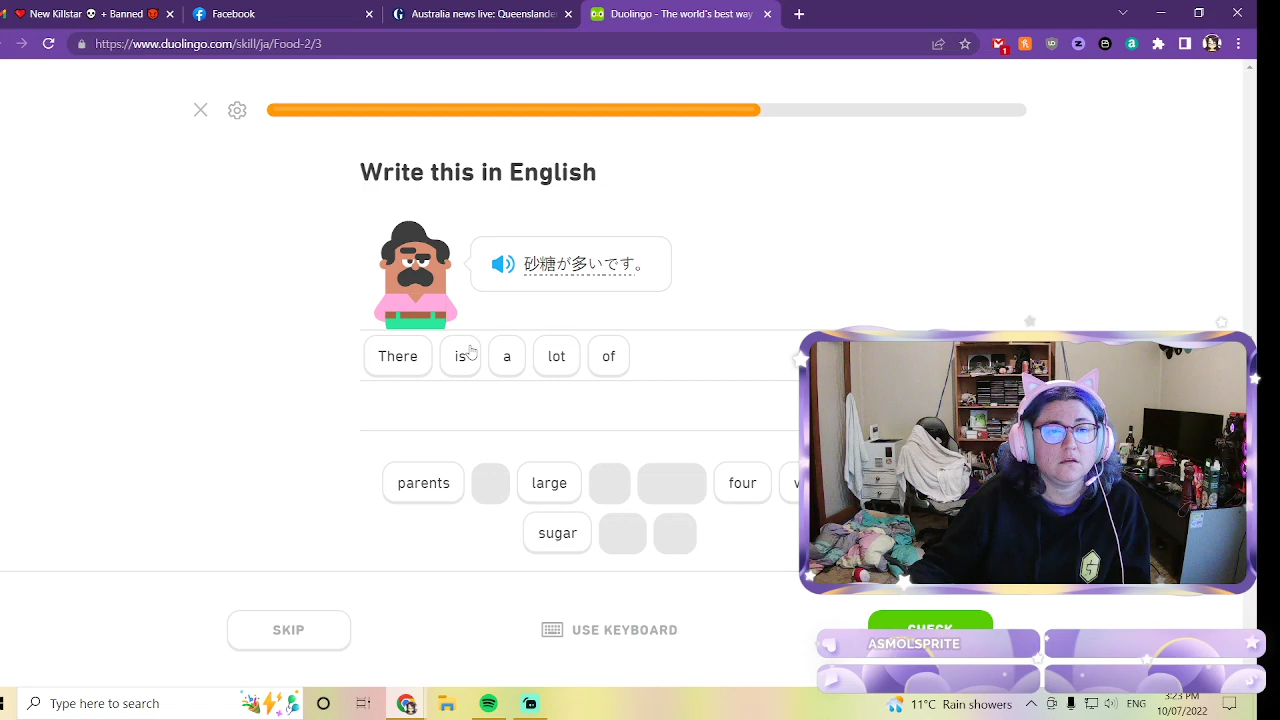 New Killstar 💀 + Banned 👹
Facebook
Australia news live: Queenslande
Duolingo - The world's best way
https://www.duolingo.com/skill/ja/Food-2/3
1
Write this in English
砂糖が多いです。
There is a lot of
parents large four
sugar
SKIP
USE KEYBOARD
CHECK
ASMOLSPRITE
Type here to search
11°C Rain showers
ENG
3:23 PM
10/07/2022